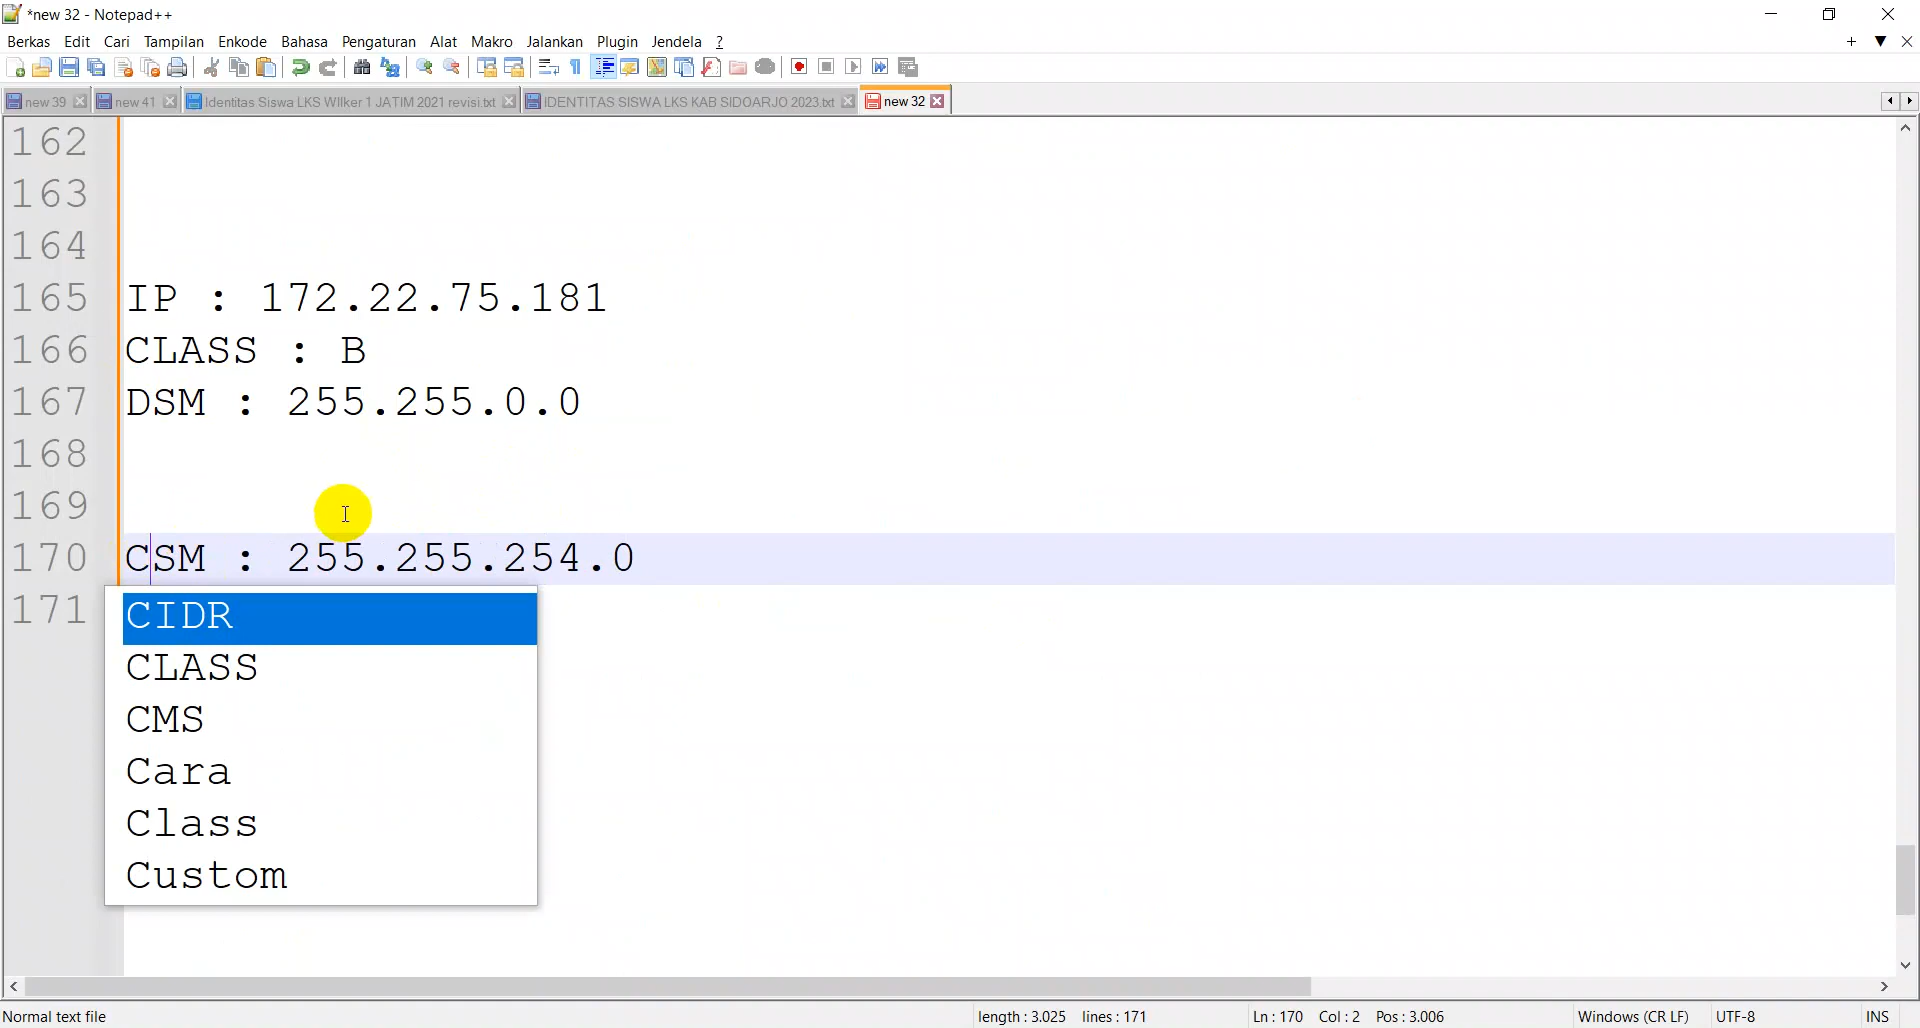 *new 32 - Notepad++
Berkas Edit Cari Tampilan Enkode Bahasa Pengaturan Alat Makro Jalankan Plugin Jendela ?
new 39 new 41 Identitas Siswa LKS WIlker 1 JATIM 2021 revisi.txt IDENTITAS SISWA LKS KAB SIDOARJO 2023.txt new 32
162
163
164
165 IP : 172.22.75.181
166 CLASS : B
167 DSM : 255.255.0.0
168
169
170 CSM : 255.255.254.0
171
CIDR
CLASS
CMS
Cara
Class
Custom
Normal text file length : 3.025 lines : 171 Ln : 170 Col : 2 Pos : 3.006 Windows (CR LF) UTF-8 INS